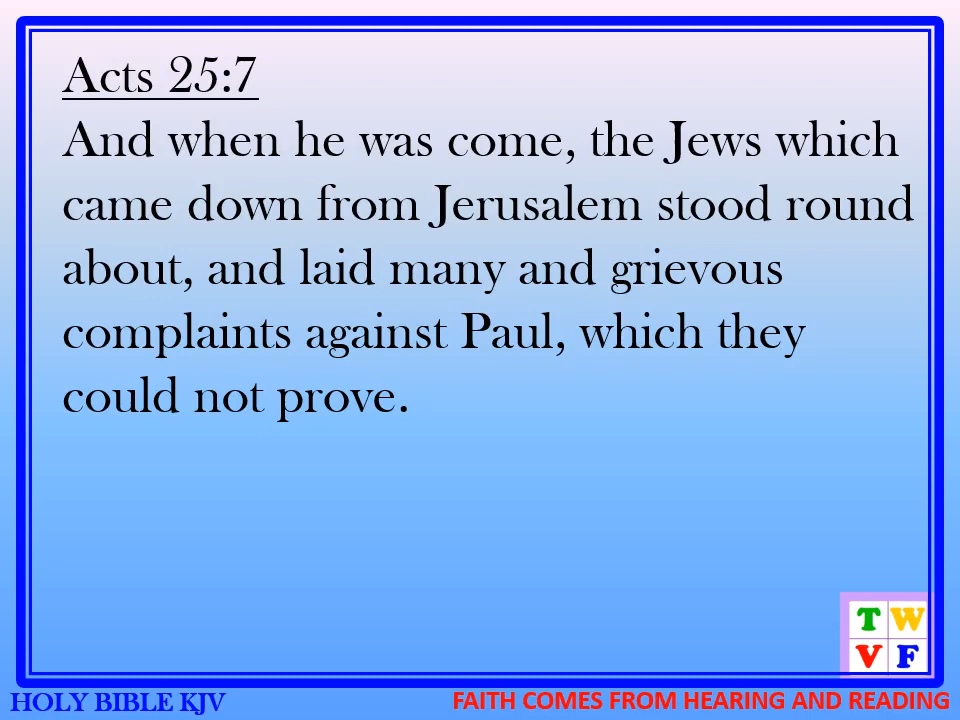 Acts 25:7
And when he was come, the Jews which
came down from Jerusalem stood round
about, and laid many and grievous
complaints against Paul, which they
could not prove.
T W
V F
HOLY BIBLE KJV
FAITH COMES FROM HEARING AND READING